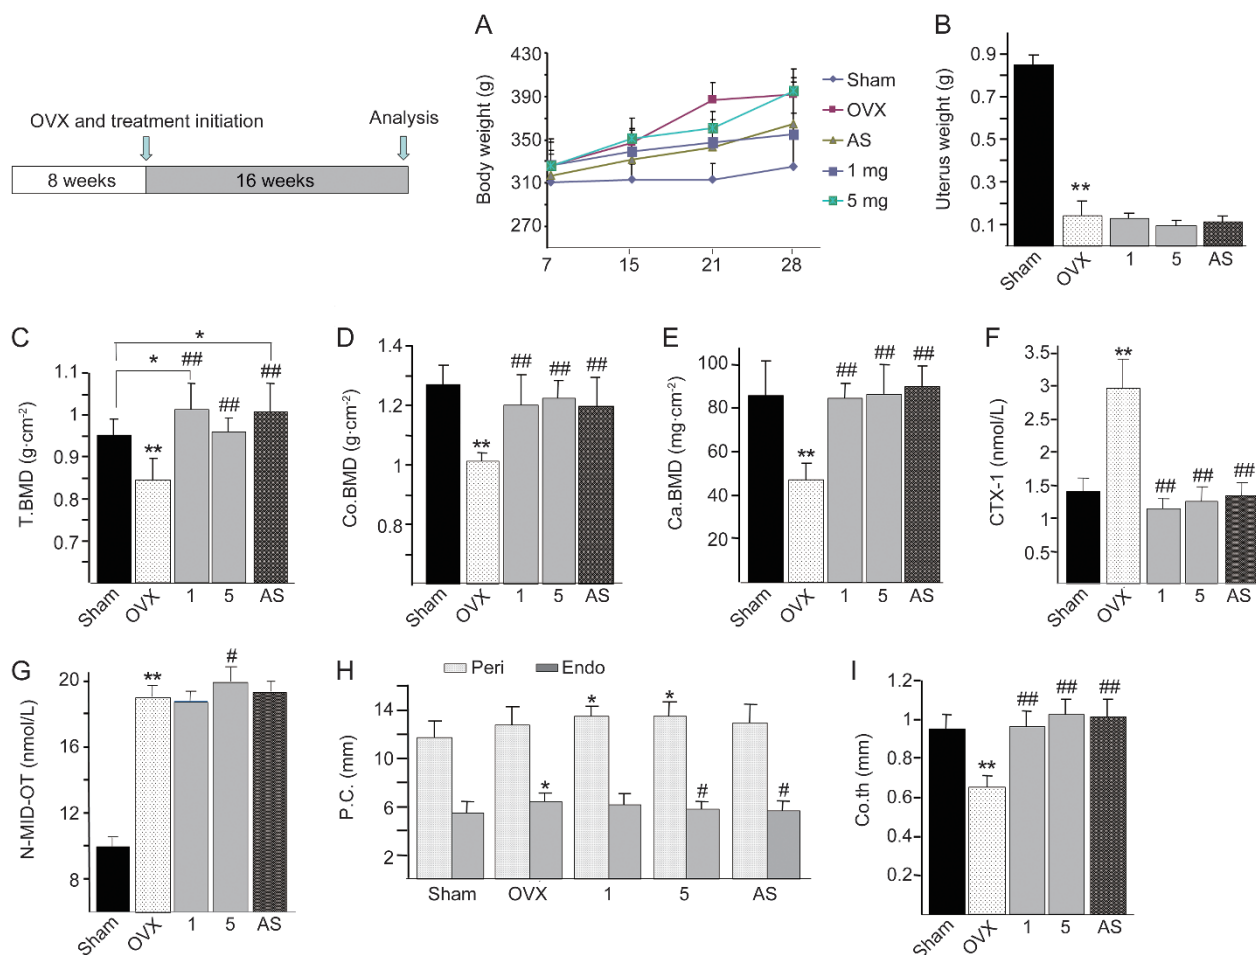 OVX and treatment initiation
Analysis
8 weeks
16 weeks
A
Body weight (g)
430
390
350
310
270
7 15 21 28
Sham
OVX
AS
1 mg
5 mg
B
Uterus weight (g)
0.9
0.7
0.5
0.3
0.1
**
Sham OVX 1 5 AS
C
T.BMD (g·cm-2)
1.1
1
0.9
0.8
0.7
*
*
## ## ##
**
Sham OVX 1 5 AS
D
Co.BMD (g·cm-2)
1.4
1.2
1
0.8
**
## ## ##
Sham OVX 1 5 AS
E
Ca.BMD (mg·cm-2)
100
80
60
40
20
**
## ## ##
Sham OVX 1 5 AS
F
CTX-1 (nmol/L)
3.5
3
2.5
2
1.5
1
0.5
**
## ## ##
Sham OVX 1 5 AS
G
N-MID-OT (nmol/L)
20
16
12
8
** #
Sham OVX 1 5 AS
H
Peri Endo
P.C. (mm)
14
10
6
2
* * * # #
Sham OVX 1 5 AS
I
Co.th (mm)
1.2
1
0.8
0.6
0.4
0.2
**
## ## ##
Sham OVX 1 5 AS